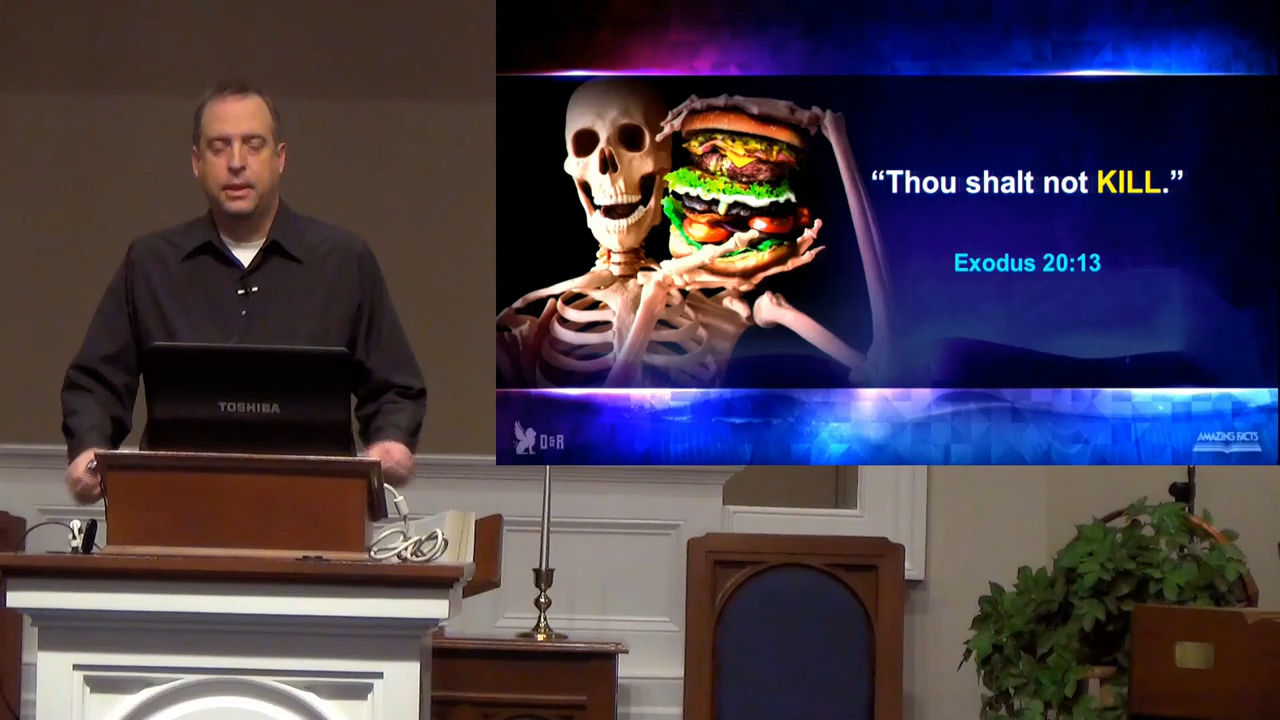 “Thou shalt not KILL.”
Exodus 20:13
TOSHIBA
D&R
AMAZING FACTS